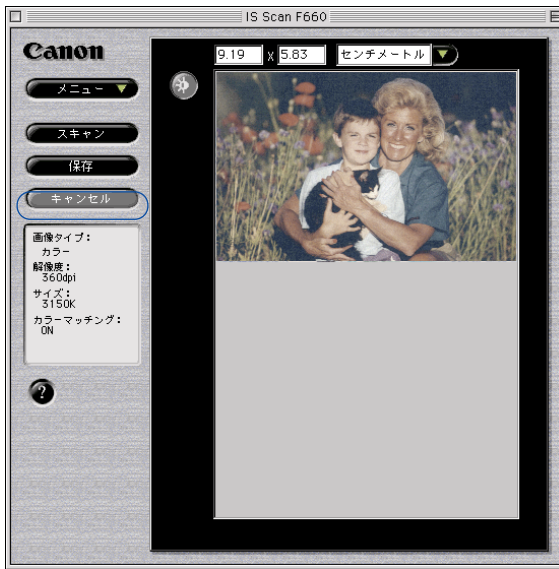 IS Scan F660
Canon
9.19 x 5.83 センチメートル
メニュー
スキャン
保存
キャンセル
画像タイプ：
カラー
解像度：
360dpi
サイズ：
3150K
カラーマッチング：
ON
?